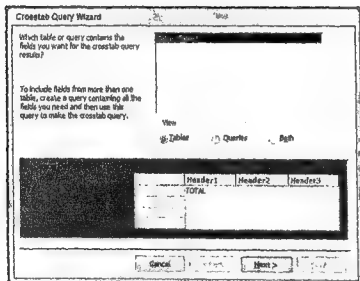 Crosstab Query Wizard
Which table or query contains the
fields you want for the crosstab query
results?
To include fields from more than one
table, create a query containing all the
fields you need and then use this
query to make the crosstab query.
View
Tables Queries Both
Header1 Header2 Header3
TOTAL
Cancel Next >